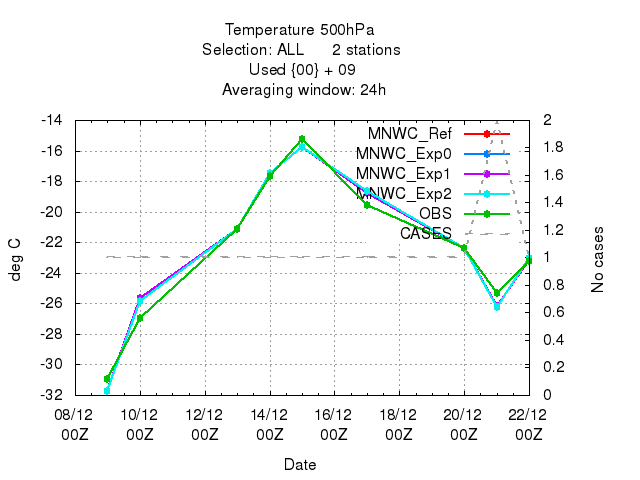 Temperature 500hPa
Selection: ALL 2 stations
Used {00} + 09
Averaging window: 24h
-14
-16
-18
-20
-22
-24
-26
-28
-30
-32
deg C
MNWC_Ref
MNWC_Exp0
MNWC_Exp1
MNWC_Exp2
OBS
CASES
2
1.8
1.6
1.4
1.2
1
0.8
0.6
0.4
0.2
0
No cases
08/12 10/12 12/12 14/12 16/12 18/12 20/12 22/12
00Z 00Z 00Z 00Z 00Z 00Z 00Z 00Z
Date